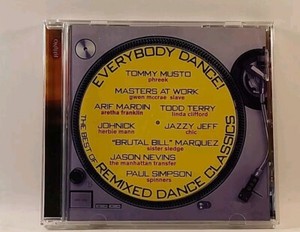 EVERYBODY DANCE!
TOMMY MUSTO
phreek
MASTERS AT WORK
gwen mccrae slave
ARIF MARDIN TODD TERRY
aretha franklin linda clifford
JOHNICK JAZZY JEFF
herbie mann chic
"BRUTAL BILL" MARQUEZ
sister sledge
JASON NEVINS
the manhattan transfer
PAUL SIMPSON
spinners
THE BEST OF REMIXED DANCE CLASSICS